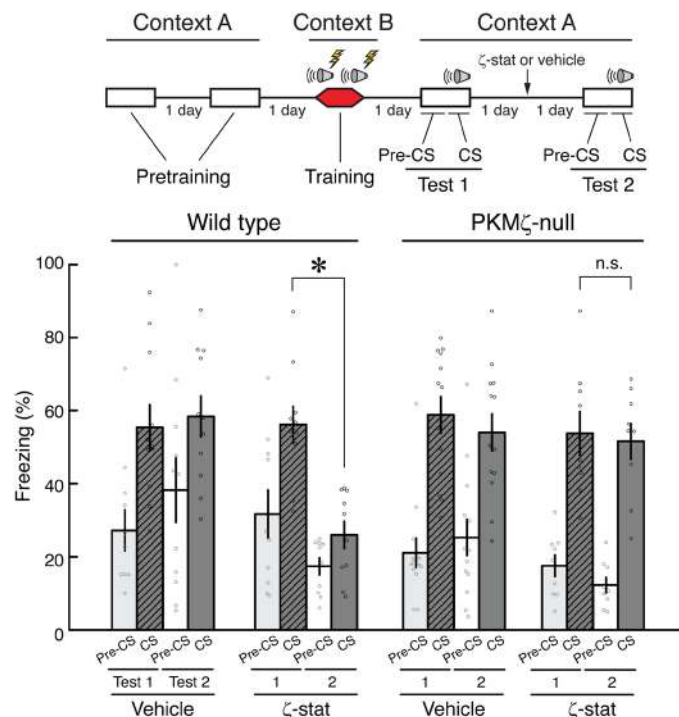 Context A Context B Context A
ζ-stat or vehicle
1 day 1 day 1 day 1 day 1 day
Pre-CS CS Pre-CS CS
Pretraining Training Test 1 Test 2
Wild type PKMζ-null
* n.s.
100
80
60
40
20
0
Freezing (%)
Pre-CS CS Pre-CS CS Pre-CS CS Pre-CS CS Pre-CS CS Pre-CS CS Pre-CS CS Pre-CS CS
Test 1 Test 2 1 2 1 2 1 2
Vehicle ζ-stat Vehicle ζ-stat